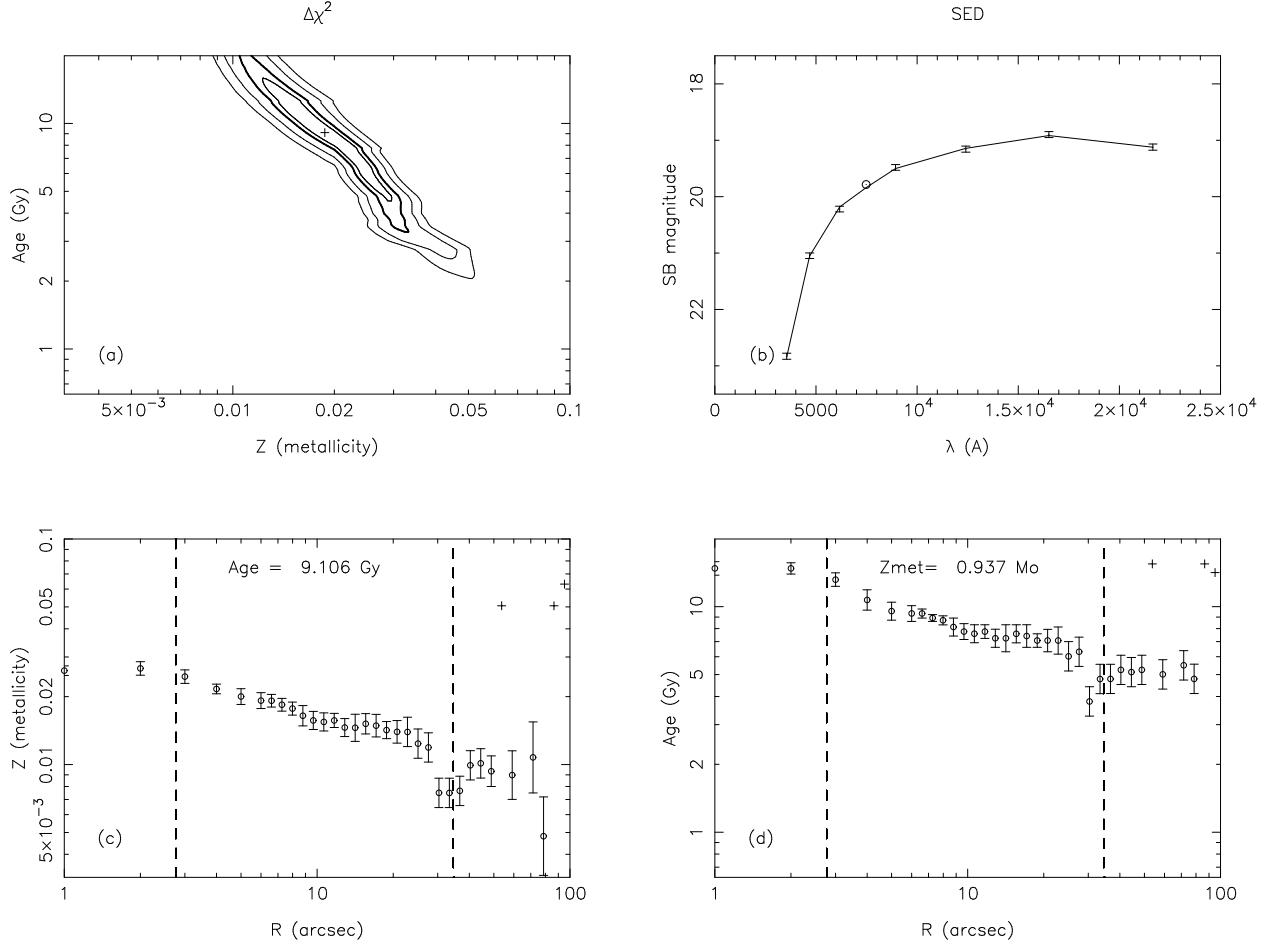 Δχ²
SED
Age (Gy)
10
5
2
1
(a)
5×10⁻³ 0.01 0.02 0.05 0.1
Z (metallicity)
SB magnitude
18
20
22
(b)
0 5000 10⁴ 1.5×10⁴ 2×10⁴ 2.5×10⁴
λ (A)
Z (metallicity)
0.1
0.05
0.02
0.01
5×10⁻³
Age = 9.106 Gy
(c)
1 10 100
R (arcsec)
Age (Gy)
10
5
2
1
Zmet= 0.937 Mo
(d)
1 10 100
R (arcsec)